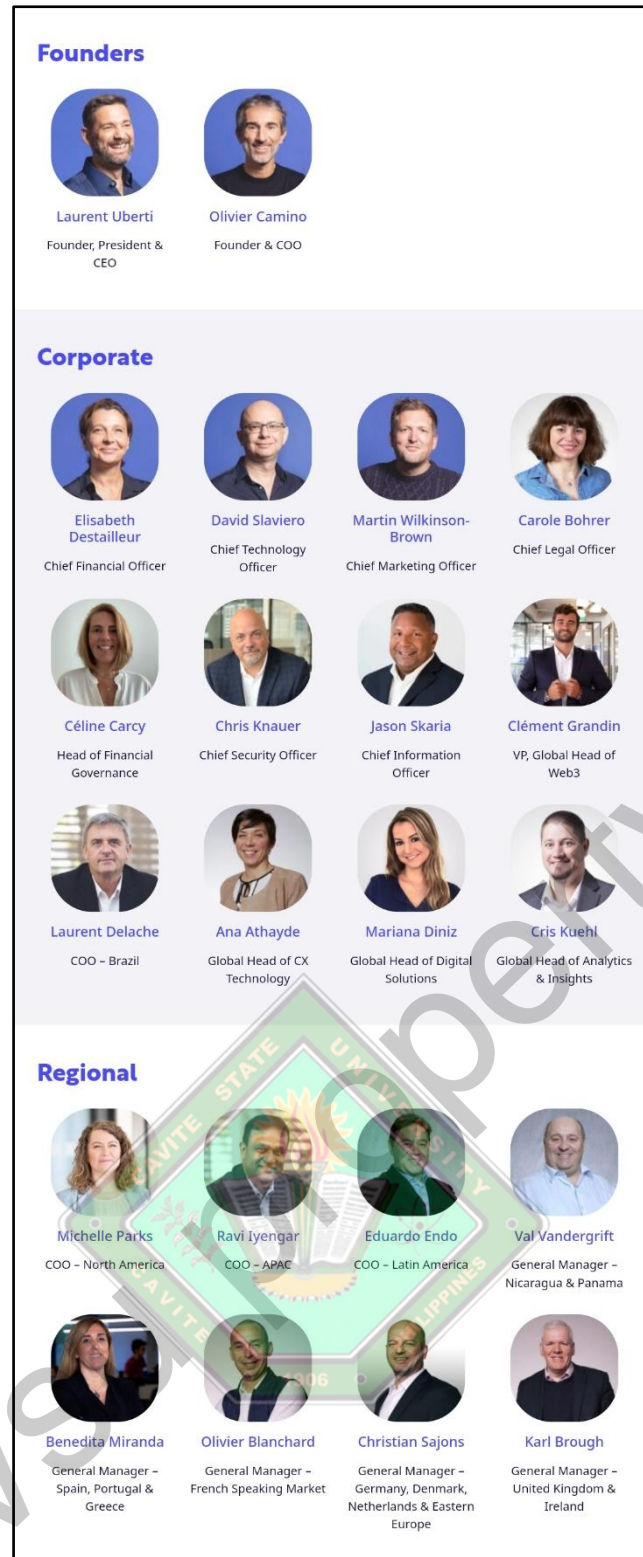 Founders
Laurent Uberti
Olivier Camino
Founder, President &
CEO
Founder & COO
Corporate
Elisabeth
Destailleur
Chief Financial Officer
David Slaviero
Chief Technology
Officer
Martin Wilkinson-
Brown
Chief Marketing Officer
Carole Bohrer
Chief Legal Officer
Céline Carcy
Head of Financial
Governance
Chris Knauer
Chief Security Officer
Jason Skaria
Chief Information
Officer
Clément Grandin
VP, Global Head of
Web3
Laurent Delache
COO – Brazil
Ana Athayde
Global Head of CX
Technology
Mariana Diniz
Global Head of Digital
Solutions
Cris Kuehl
Global Head of Analytics
& Insights
Regional
Michelle Parks
COO – North America
Ravi Iyengar
COO – APAC
Eduardo Endo
COO – Latin America
Val Vandergrift
General Manager –
Nicaragua & Panama
Benedita Miranda
General Manager –
Spain, Portugal &
Greece
Olivier Blanchard
General Manager –
French Speaking Market
Christian Sajons
General Manager –
Germany, Denmark,
Netherlands & Eastern
Europe
Karl Brough
General Manager –
United Kingdom &
Ireland
CAVITE STATE UNIVERSITY
CAVITE
1906